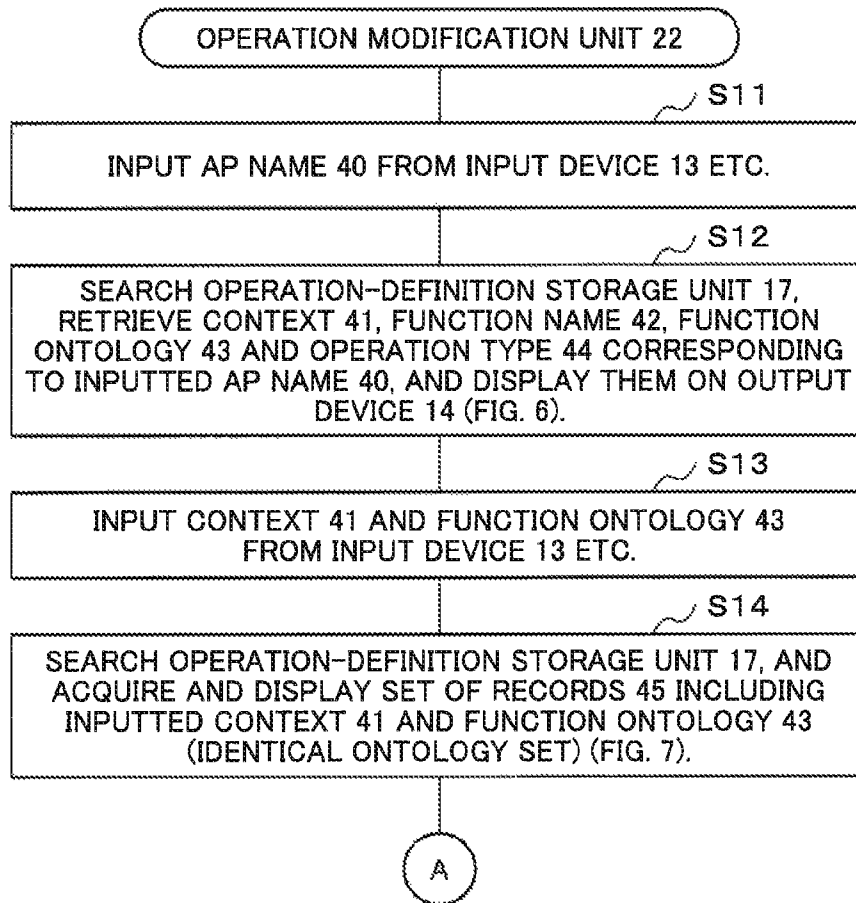 OPERATION MODIFICATION UNIT 22
S11
INPUT AP NAME 40 FROM INPUT DEVICE 13 ETC.
S12
SEARCH OPERATION-DEFINITION STORAGE UNIT 17,
RETRIEVE CONTEXT 41, FUNCTION NAME 42, FUNCTION
ONTOLOGY 43 AND OPERATION TYPE 44 CORRESPONDING
TO INPUTTED AP NAME 40, AND DISPLAY THEM ON OUTPUT
DEVICE 14 (FIG. 6).
S13
INPUT CONTEXT 41 AND FUNCTION ONTOLOGY 43
FROM INPUT DEVICE 13 ETC.
S14
SEARCH OPERATION-DEFINITION STORAGE UNIT 17, AND
ACQUIRE AND DISPLAY SET OF RECORDS 45 INCLUDING
INPUTTED CONTEXT 41 AND FUNCTION ONTOLOGY 43
(IDENTICAL ONTOLOGY SET) (FIG. 7).
A